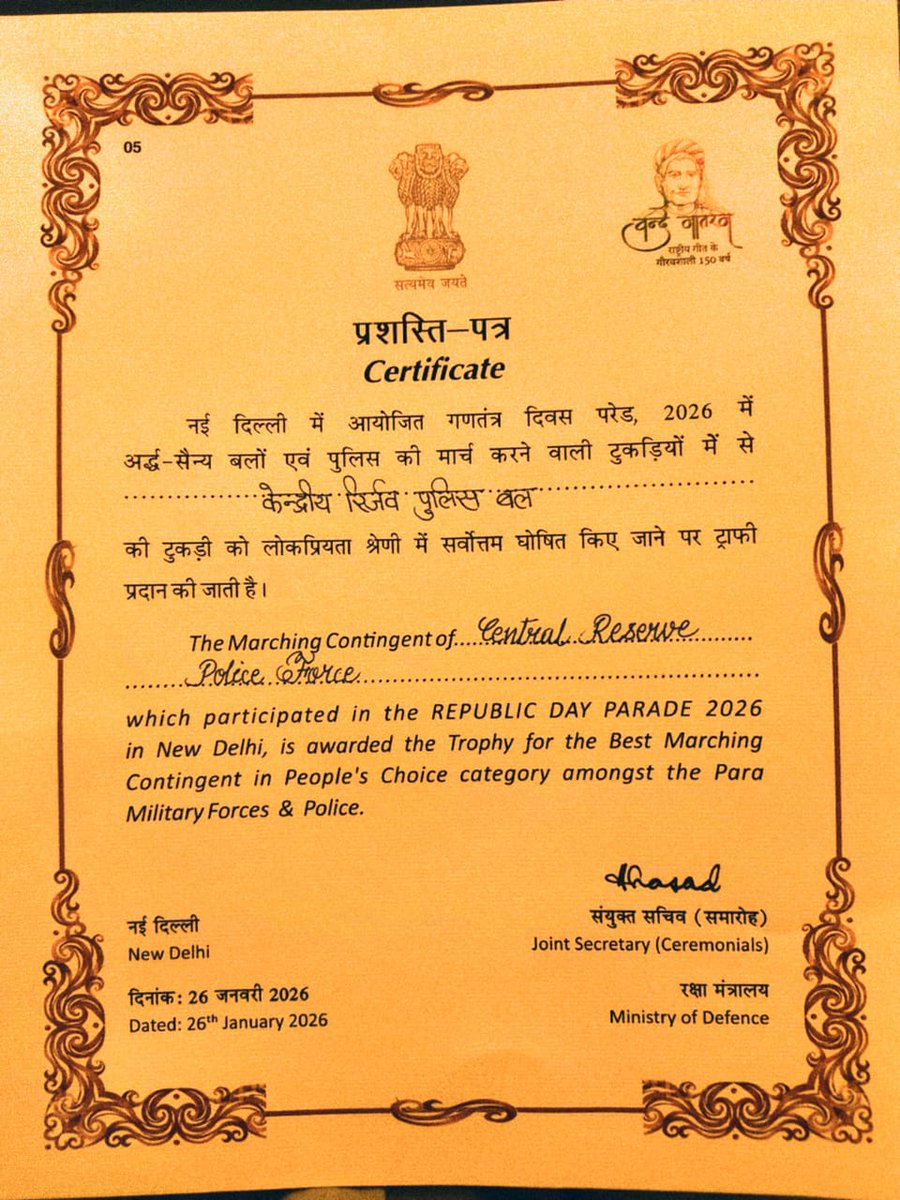 05
वन्दे मातरम्
राष्ट्रीय गीत के
गौरवशाली 150 वर्ष
सत्यमेव जयते
प्रशस्ति-पत्र
Certificate
नई दिल्ली में आयोजित गणतंत्र दिवस परेड, 2026 में
अर्द्ध-सैन्य बलों एवं पुलिस की मार्च करने वाली टुकड़ियों में से
केन्द्रीय रिर्जव पुलिस बल
की टुकड़ी को लोकप्रियता श्रेणी में सर्वोत्तम घोषित किए जाने पर ट्राफी
प्रदान की जाती है।
The Marching Contingent of Central Reserve
Police Force
which participated in the REPUBLIC DAY PARADE 2026
in New Delhi, is awarded the Trophy for the Best Marching
Contingent in People's Choice category amongst the Para
Military Forces & Police.
संयुक्त सचिव (समारोह)
नई दिल्ली
Joint Secretary (Ceremonials)
New Delhi
रक्षा मंत्रालय
दिनांक: 26 जनवरी 2026
Ministry of Defence
Dated: 26th January 2026